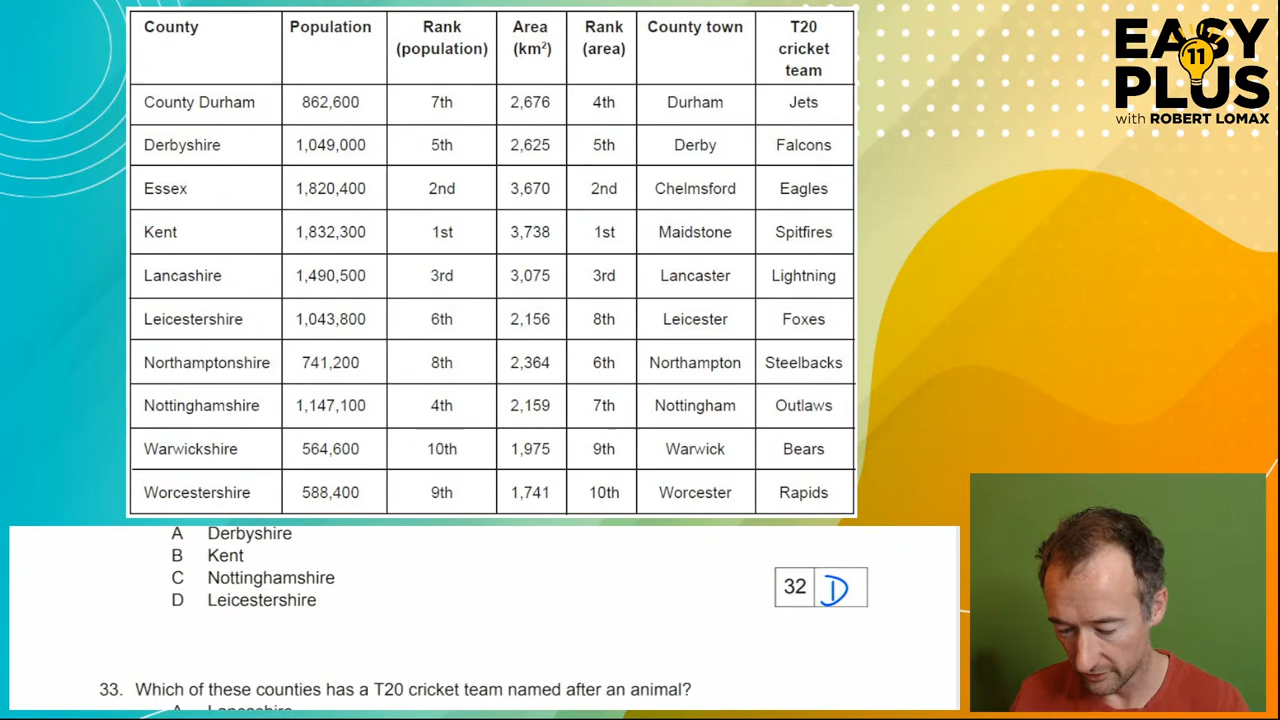 County Population Rank (population) Area (km²) Rank (area) County town T20 cricket team
County Durham 862,600 7th 2,676 4th Durham Jets
Derbyshire 1,049,000 5th 2,625 5th Derby Falcons
Essex 1,820,400 2nd 3,670 2nd Chelmsford Eagles
Kent 1,832,300 1st 3,738 1st Maidstone Spitfires
Lancashire 1,490,500 3rd 3,075 3rd Lancaster Lightning
Leicestershire 1,043,800 6th 2,156 8th Leicester Foxes
Northamptonshire 741,200 8th 2,364 6th Northampton Steelbacks
Nottinghamshire 1,147,100 4th 2,159 7th Nottingham Outlaws
Warwickshire 564,600 10th 1,975 9th Warwick Bears
Worcestershire 588,400 9th 1,741 10th Worcester Rapids
EASY
11
PLUS
with ROBERT LOMAX
A Derbyshire
B Kent
C Nottinghamshire
D Leicestershire
32 D
33. Which of these counties has a T20 cricket team named after an animal?
A Lancashire